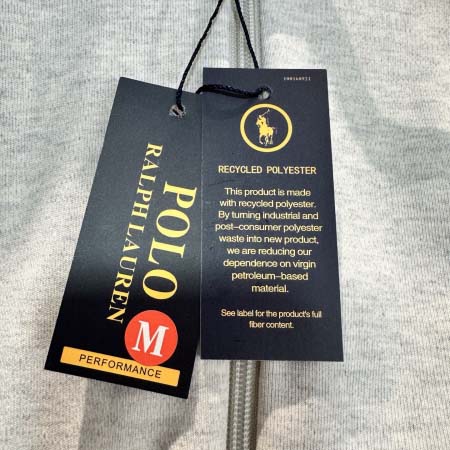 POLO
RALPH LAUREN
M
PERFORMANCE
RECYCLED POLYESTER
This product is made
with recycled polyester.
By turning industrial and
post-consumer polyester
waste into new product,
we are reducing our
dependence on virgin
petroleum-based
material.
See label for the product's full
fiber content.